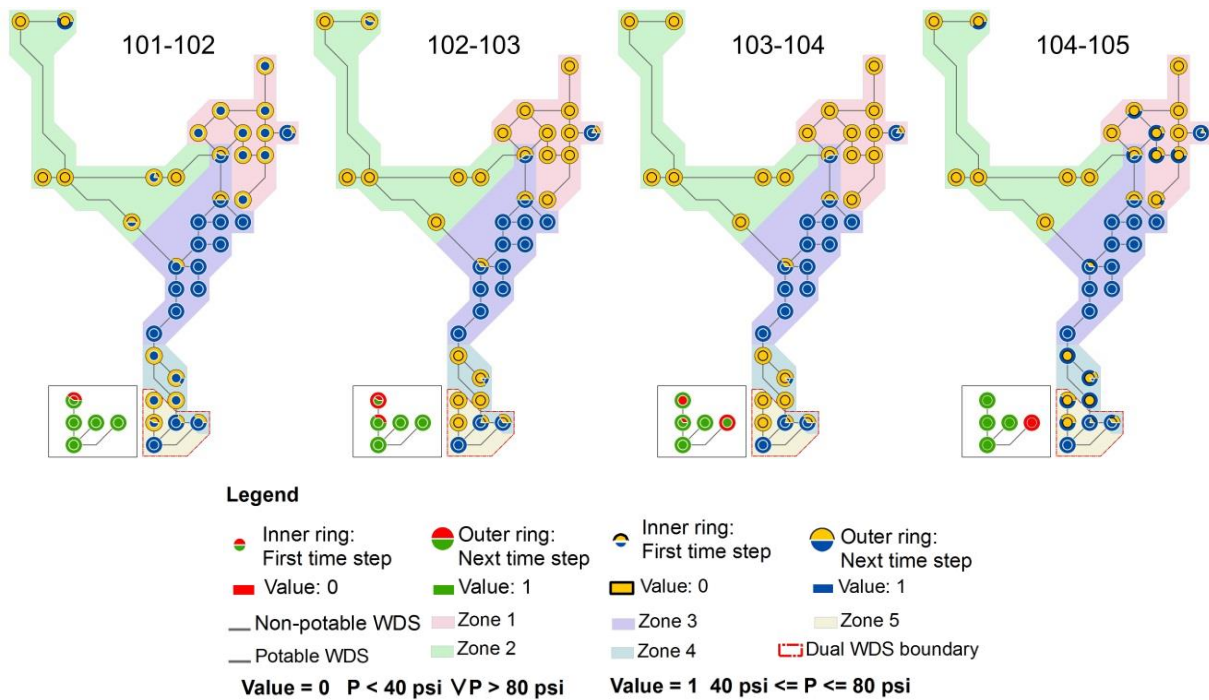 101-102
102-103
103-104
104-105
Legend
Inner ring:
First time step
Outer ring:
Next time step
Inner ring:
First time step
Outer ring:
Next time step
Value: 0
Value: 1
Value: 0
Value: 1
Non-potable WDS
Zone 1
Zone 3
Zone 5
Potable WDS
Zone 2
Zone 4
Dual WDS boundary
Value = 0 P < 40 psi ∨ P > 80 psi
Value = 1 40 psi <= P <= 80 psi